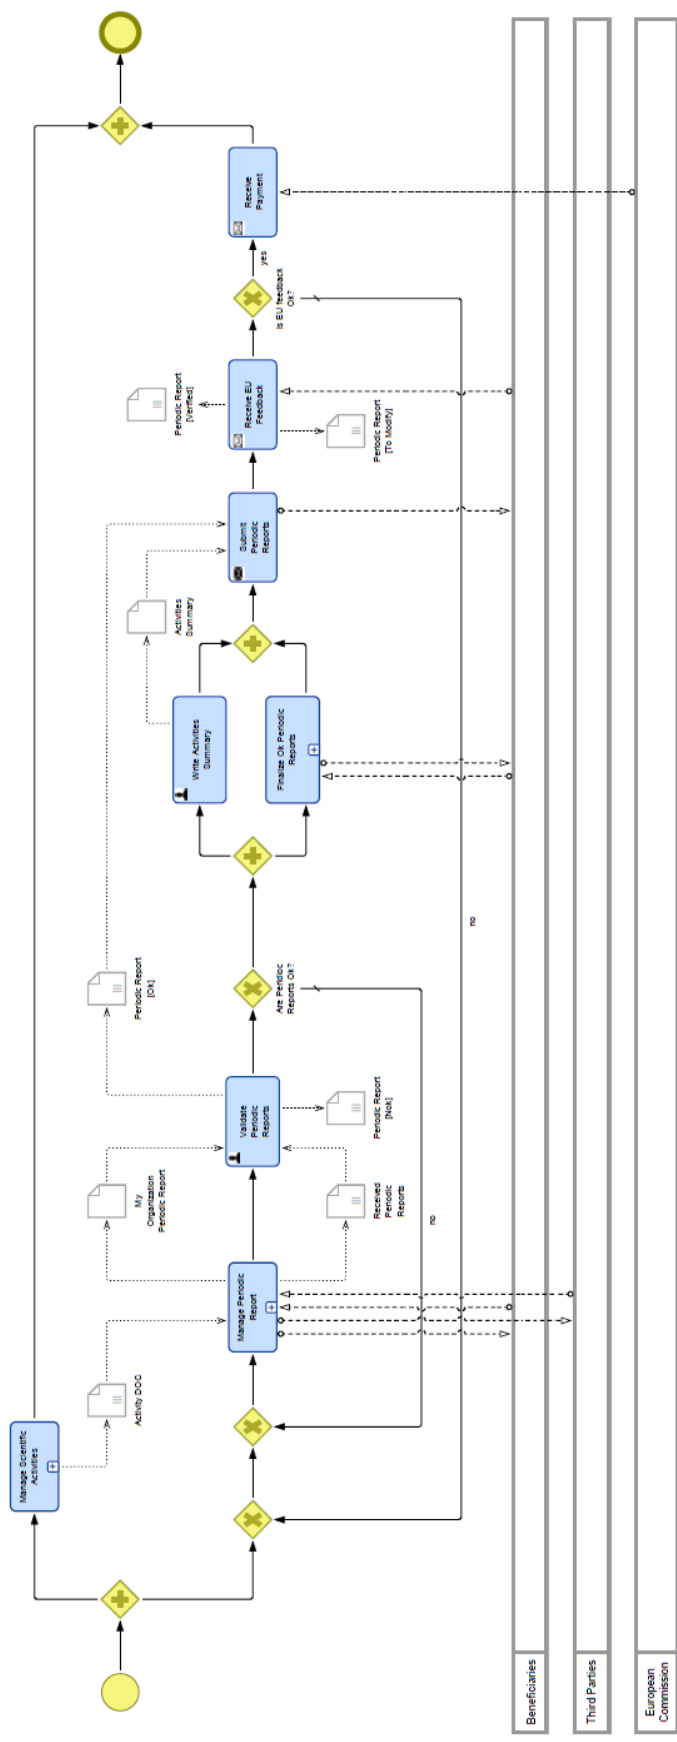 Manage Scientific
Activities
Activity DOC
Manage Periodic
Report
My
Organization
Periodic Report
Received
Periodic
Reports
Validate
Periodic
Reports
Periodic Report
[Ok]
Periodic Report
[Nok]
Are Peridioc
Reports Ok?
no
Write Activities
Summary
Finalize Ok Periodic
Reports
Activities
Summary
Submit
Periodic
Reports
Receive EU
Feedback
Periodic Report
[Verified]
Periodic Report
[To Modify]
Is EU feedback
Ok?
yes
no
Receive
Payment
Beneficiaries
Third Parties
European
Commission